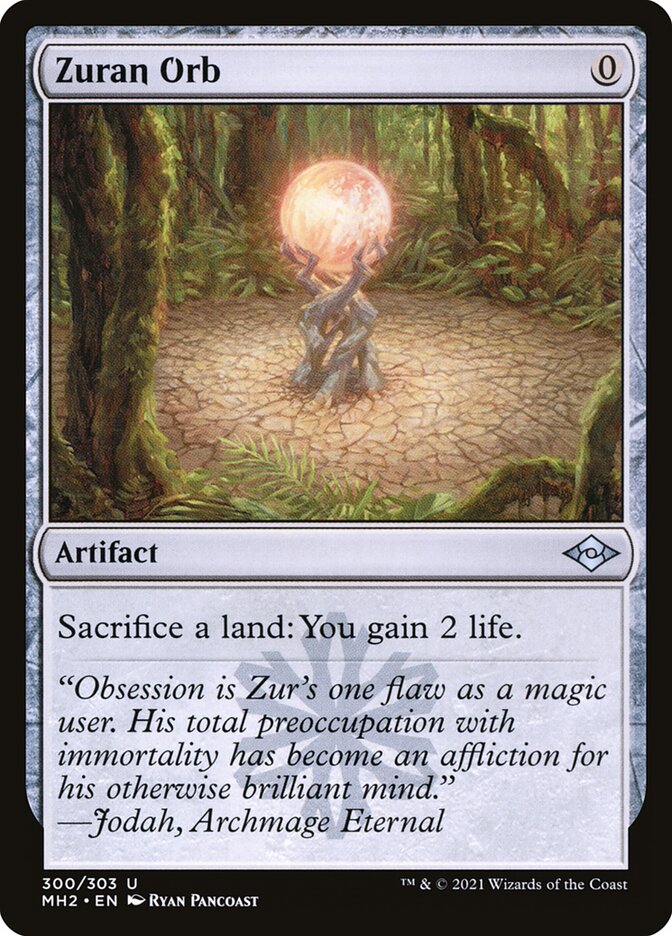 Zuran Orb
0
Artifact
Sacrifice a land: You gain 2 life.
“Obsession is Zur’s one flaw as a magic
user. His total preoccupation with
immortality has become an affliction for
his otherwise brilliant mind.”
—Jodah, Archmage Eternal
300/303 U
MH2 • EN Ryan Pancoast
™ & © 2021 Wizards of the Coast